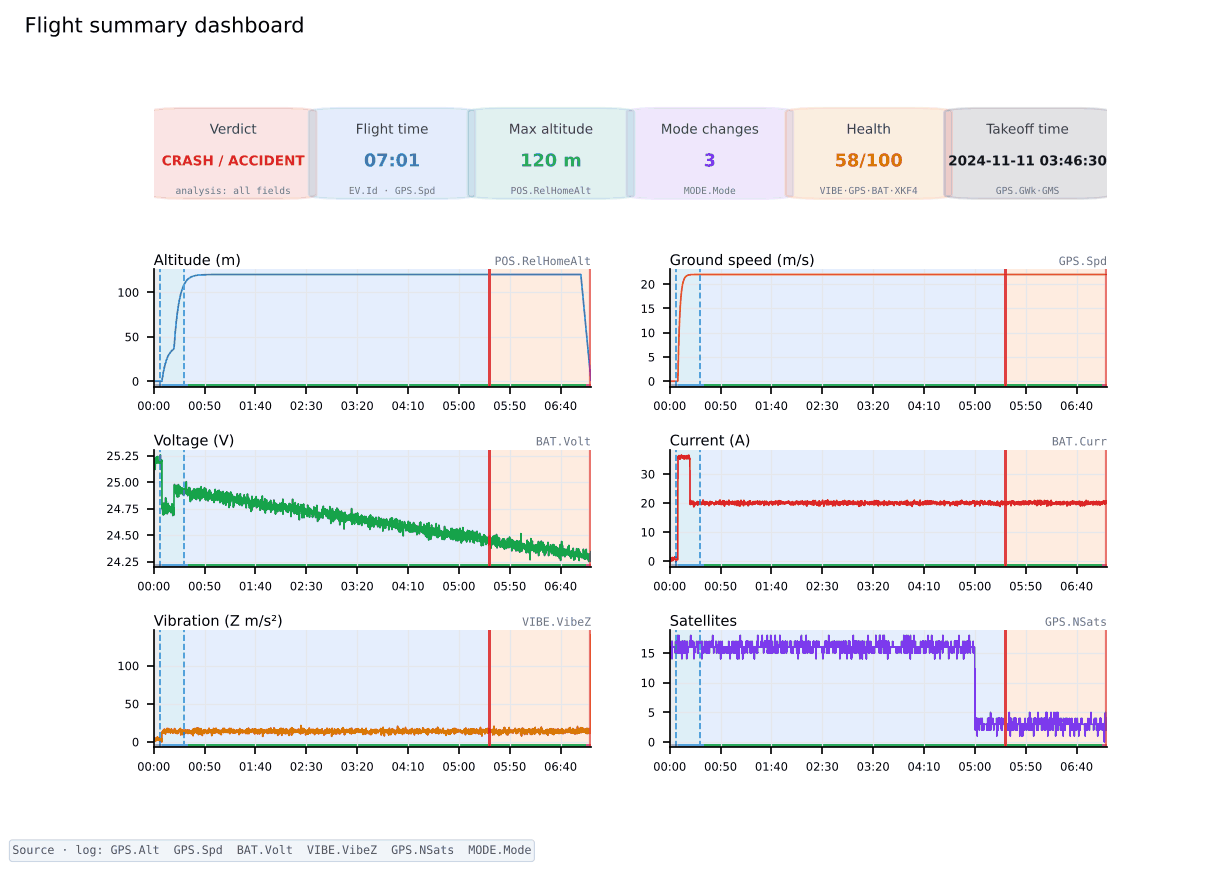 Flight summary dashboard
Verdict
CRASH / ACCIDENT
analysis: all fields
Flight time
07:01
EV.Id · GPS.Spd
Max altitude
120 m
POS.RelHomeAlt
Mode changes
3
MODE.Mode
Health
58/100
VIBE·GPS·BAT·XKF4
Takeoff time
2024-11-11 03:46:30
GPS.GWk·GMS
Altitude (m) POS.RelHomeAlt
100
50
0
00:00 00:50 01:40 02:30 03:20 04:10 05:00 05:50 06:40
Ground speed (m/s) GPS.Spd
20
15
10
5
0
00:00 00:50 01:40 02:30 03:20 04:10 05:00 05:50 06:40
Voltage (V) BAT.Volt
25.25
25.00
24.75
24.50
24.25
00:00 00:50 01:40 02:30 03:20 04:10 05:00 05:50 06:40
Current (A) BAT.Curr
30
20
10
0
00:00 00:50 01:40 02:30 03:20 04:10 05:00 05:50 06:40
Vibration (Z m/s²) VIBE.VibeZ
100
50
0
00:00 00:50 01:40 02:30 03:20 04:10 05:00 05:50 06:40
Satellites GPS.NSats
15
10
5
0
00:00 00:50 01:40 02:30 03:20 04:10 05:00 05:50 06:40
Source · log: GPS.Alt GPS.Spd BAT.Volt VIBE.VibeZ GPS.NSats MODE.Mode